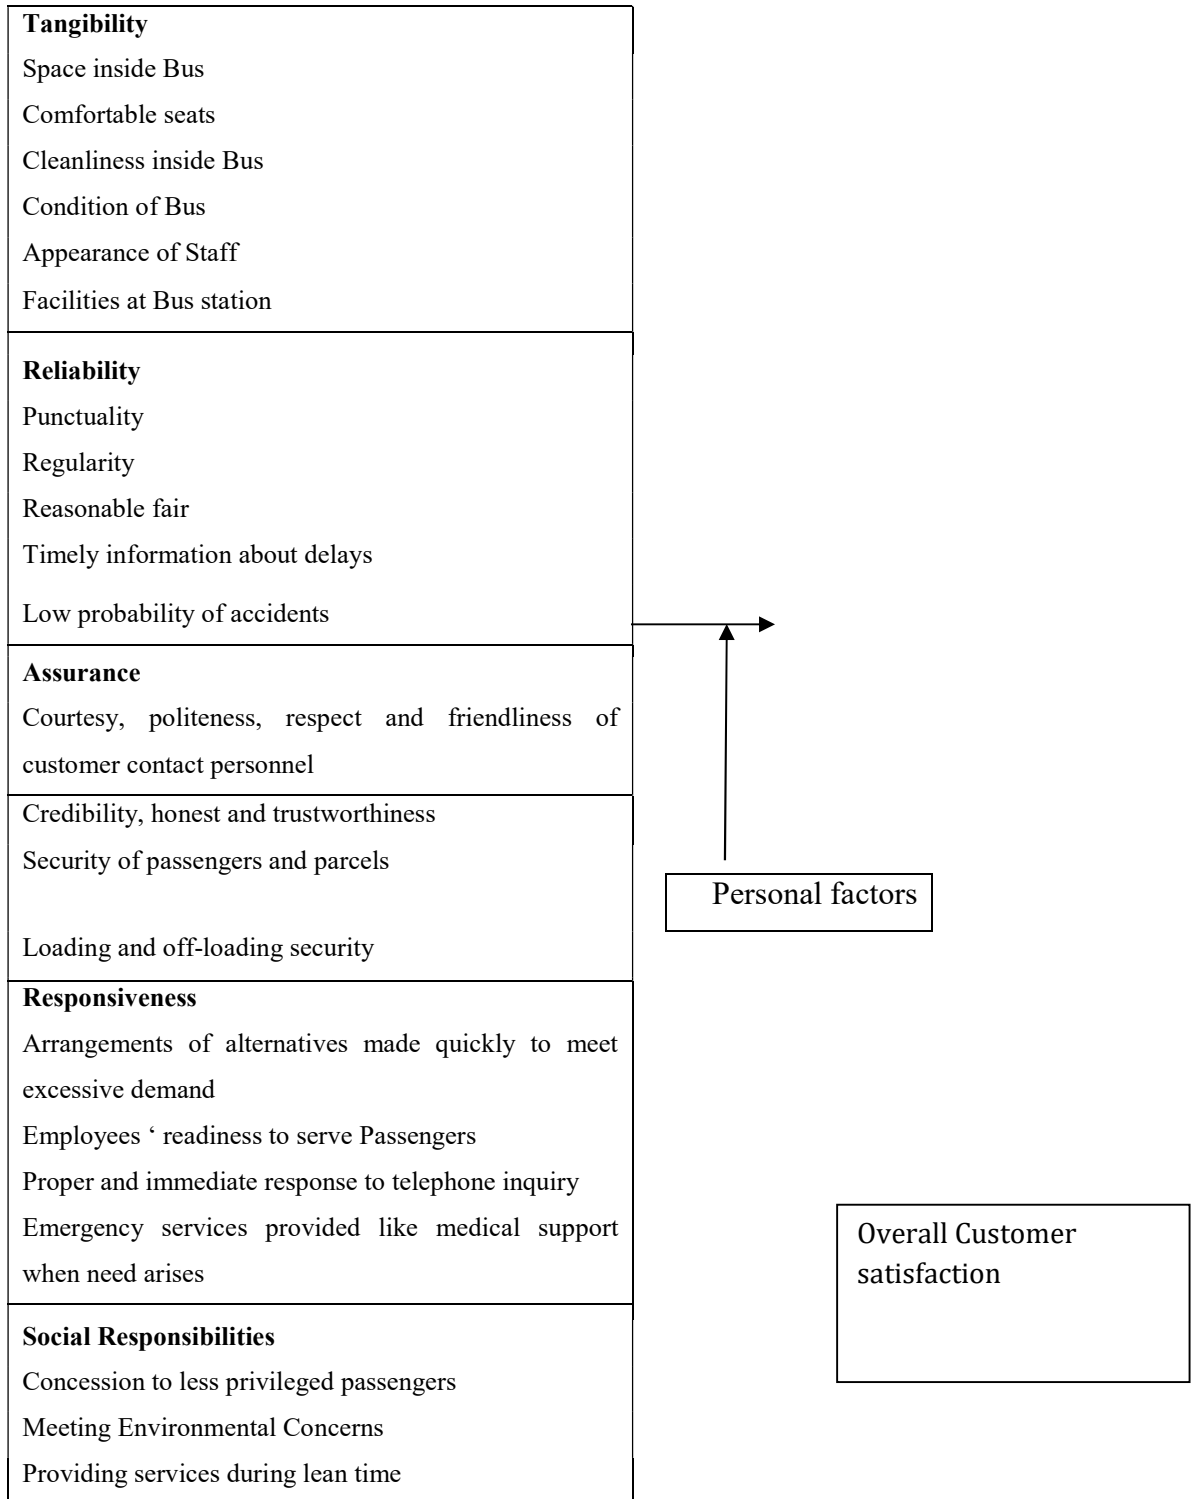 Tangibility
Space inside Bus
Comfortable seats
Cleanliness inside Bus
Condition of Bus
Appearance of Staff
Facilities at Bus station
Reliability
Punctuality
Regularity
Reasonable fair
Timely information about delays
Low probability of accidents
Assurance
Courtesy, politeness, respect and friendliness of
customer contact personnel
Credibility, honest and trustworthiness
Security of passengers and parcels
Loading and off-loading security
Responsiveness
Arrangements of alternatives made quickly to meet
excessive demand
Employees ‘ readiness to serve Passengers
Proper and immediate response to telephone inquiry
Emergency services provided like medical support
when need arises
Social Responsibilities
Concession to less privileged passengers
Meeting Environmental Concerns
Providing services during lean time
Personal factors
Overall Customer
satisfaction